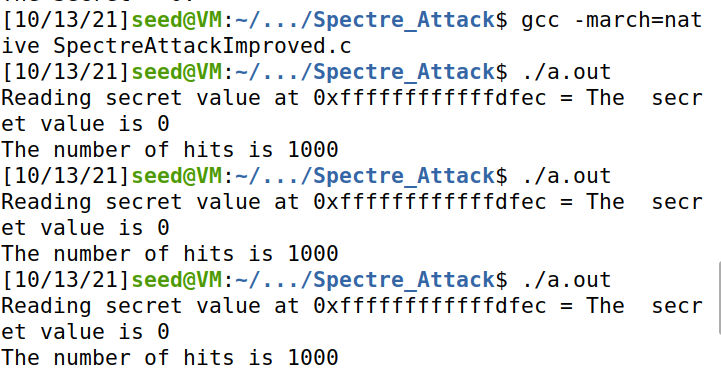 [10/13/21]seed@VM:~/.../Spectre_Attack$ gcc -march=nat
ive SpectreAttackImproved.c
[10/13/21]seed@VM:~/.../Spectre_Attack$ ./a.out
Reading secret value at 0xffffffffffffdfec = The  secr
et value is 0
The number of hits is 1000
[10/13/21]seed@VM:~/.../Spectre_Attack$ ./a.out
Reading secret value at 0xffffffffffffdfec = The  secr
et value is 0
The number of hits is 1000
[10/13/21]seed@VM:~/.../Spectre_Attack$ ./a.out
Reading secret value at 0xffffffffffffdfec = The  secr
et value is 0
The number of hits is 1000